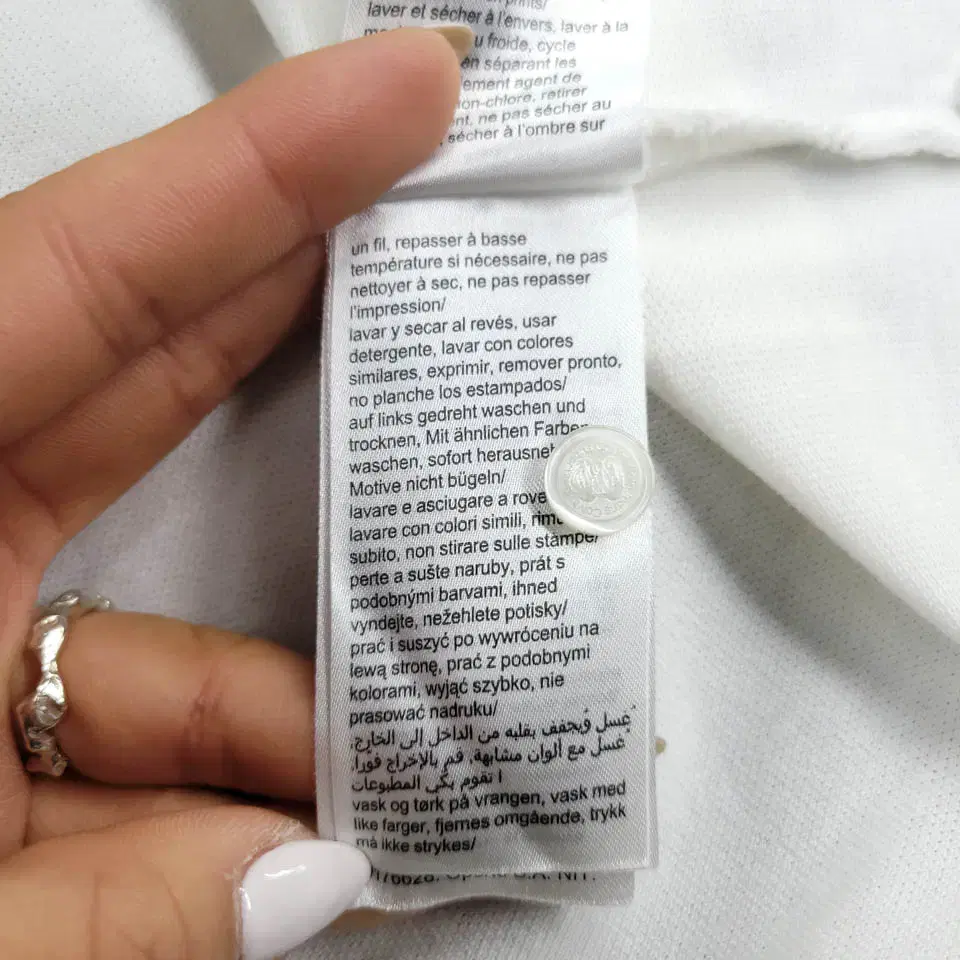 laver et sécher à l'envers, laver à la
u froide, cycle
en séparant les
agent de
retirer
ne pas sécher au
sécher à l'ombre sur
un fil, repasser à basse
température si nécessaire, ne pas
nettoyer à sec, ne pas repasser
l'impression/
lavar y secar al revés, usar
detergente, lavar con colores
similares, exprimir, remover pronto,
no planche los estampados/
auf links gedreht waschen und
trocknen, Mit ähnlichen Farben
waschen, sofort
Motive nicht bügeln/
lavare e asciugare a
lavare con colori simili,
subito, non stirare sulle stampe/
perte a sušte naruby, prát s
podobnými barvami, ihned
vyndejte, nežehlete potisky/
prać i suszyć po wywróceniu na
lewą stronę, prać z podobnymi
kolorami, wyjąć szybko, nie
prasować nadruku/
غسل ويجفف بقلبه من الداخل إلى الخارج,
غسل مع ألوان مشابهة, قم بالإخراج فورًا,
ا تقوم بكي المطبوعات
vask og tørk på vrangen, vask med
like farger, fjernes omgående, trykk
må ikke strykes/